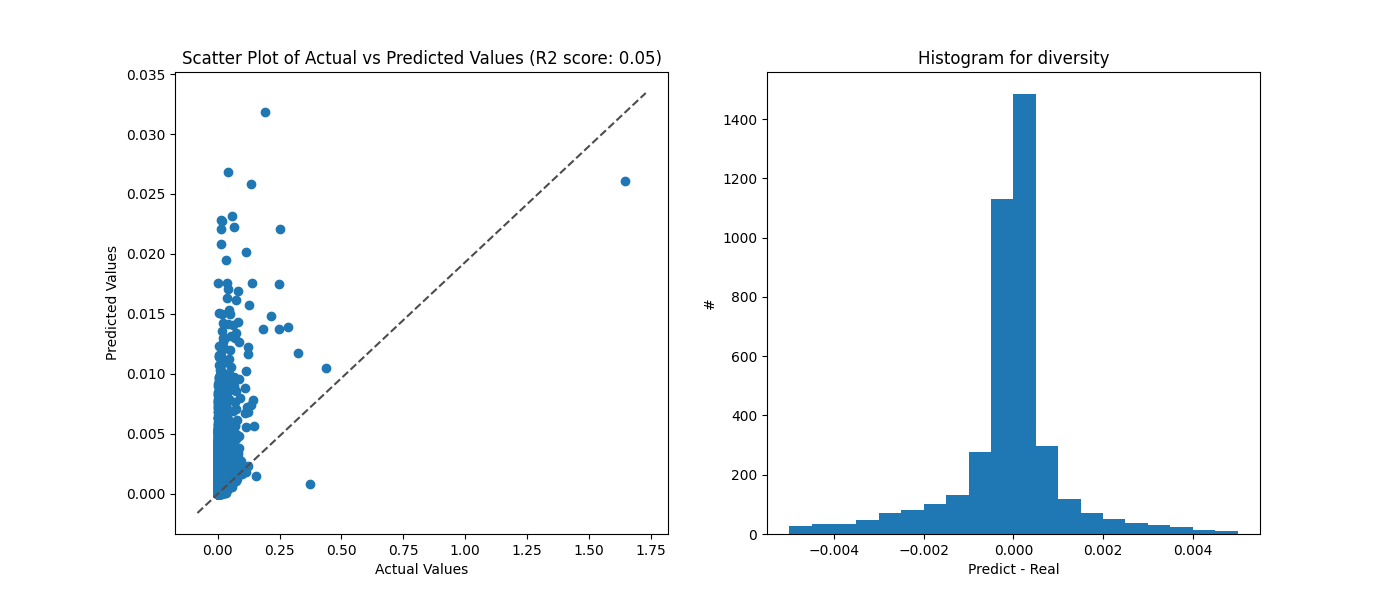 Scatter Plot of Actual vs Predicted Values (R2 score: 0.05)
Predicted Values
0.035
0.030
0.025
0.020
0.015
0.010
0.005
0.000
0.00 0.25 0.50 0.75 1.00 1.25 1.50 1.75
Actual Values
Histogram for diversity
#
1400
1200
1000
800
600
400
200
0
−0.004 −0.002 0.000 0.002 0.004
Predict - Real